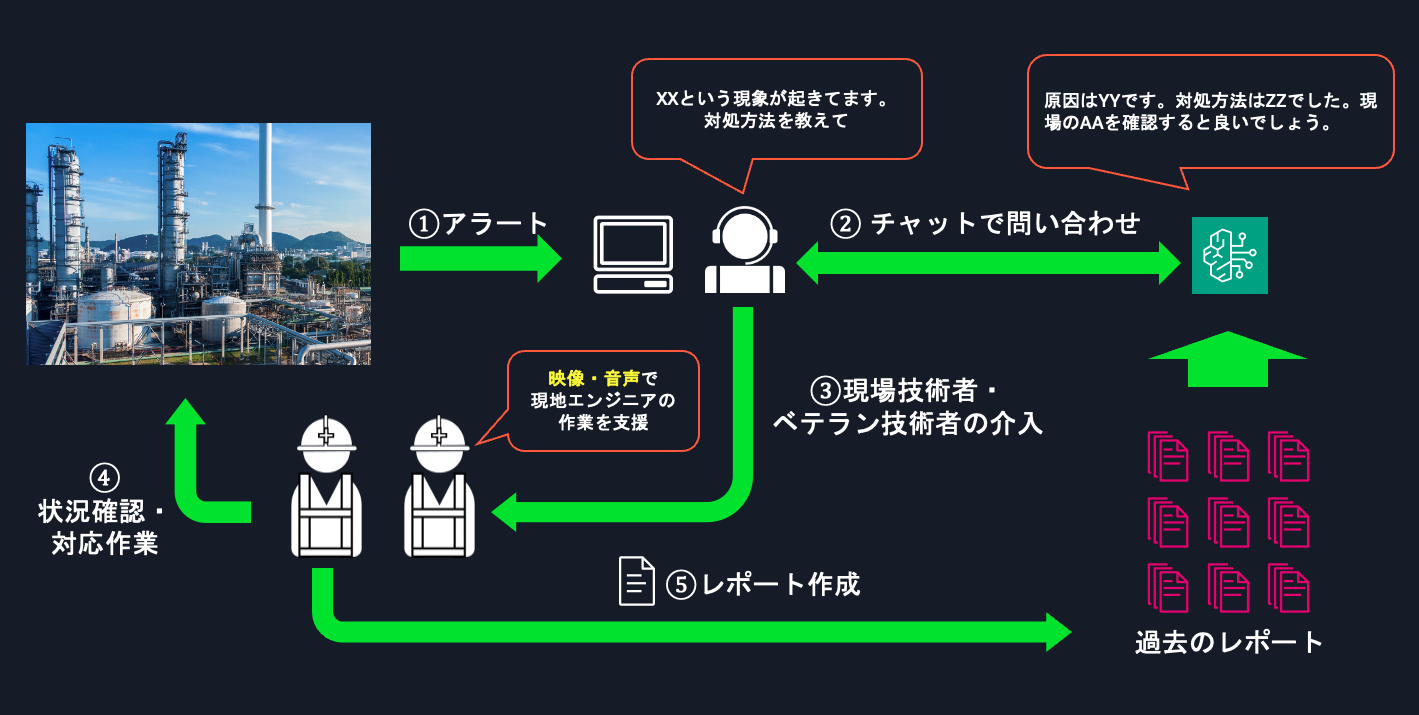 XXという現象が起きてます。
対処方法を教えて
原因はYYです。対処方法はZZでした。現
場のAAを確認すると良いでしょう。
①アラート
② チャットで問い合わせ
映像・音声で
現地エンジニアの
作業を支援
③現場技術者・
ベテラン技術者の介入
④
状況確認・
対応作業
⑤レポート作成
過去のレポート